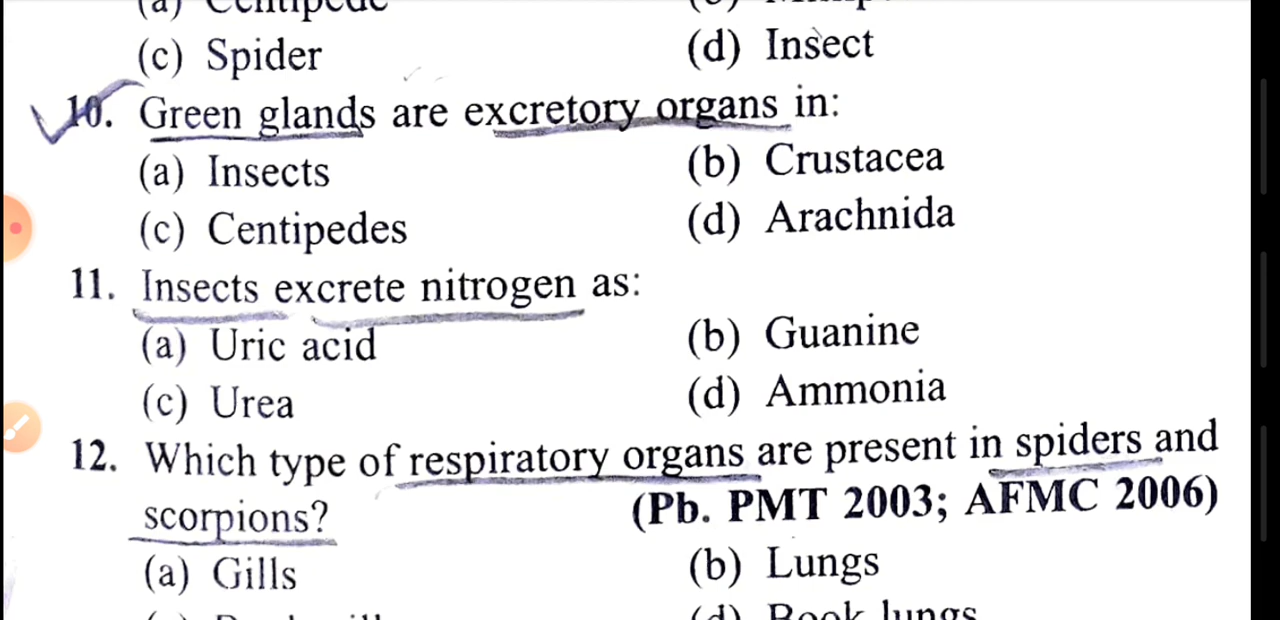 (c) Spider (d) Insect
10. Green glands are excretory organs in:
(a) Insects (b) Crustacea
(c) Centipedes (d) Arachnida
11. Insects excrete nitrogen as:
(a) Uric acid (b) Guanine
(c) Urea (d) Ammonia
12. Which type of respiratory organs are present in spiders and
scorpions? (Pb. PMT 2003; AFMC 2006)
(a) Gills (b) Lungs
(d) Book lungs